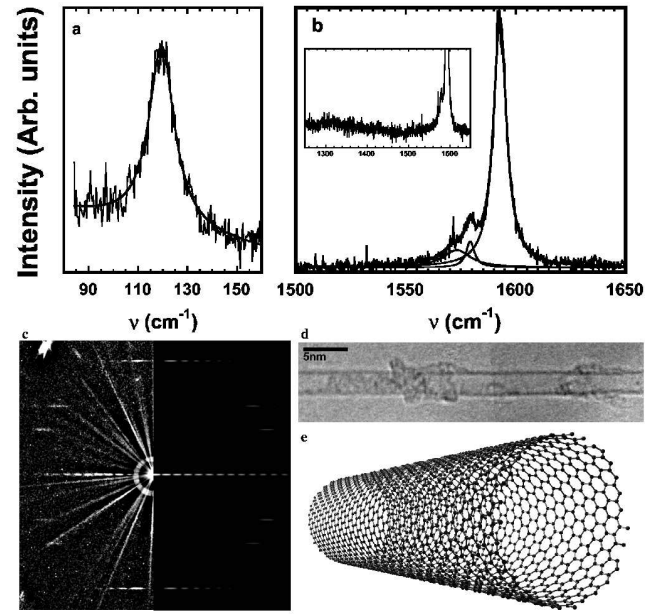 a
b
Intensity (Arb. units)
1300 1400 1500 1600
90 110 130 150
1500 1550 1600 1650
ν (cm⁻¹)
ν (cm⁻¹)
c
d
5nm
e